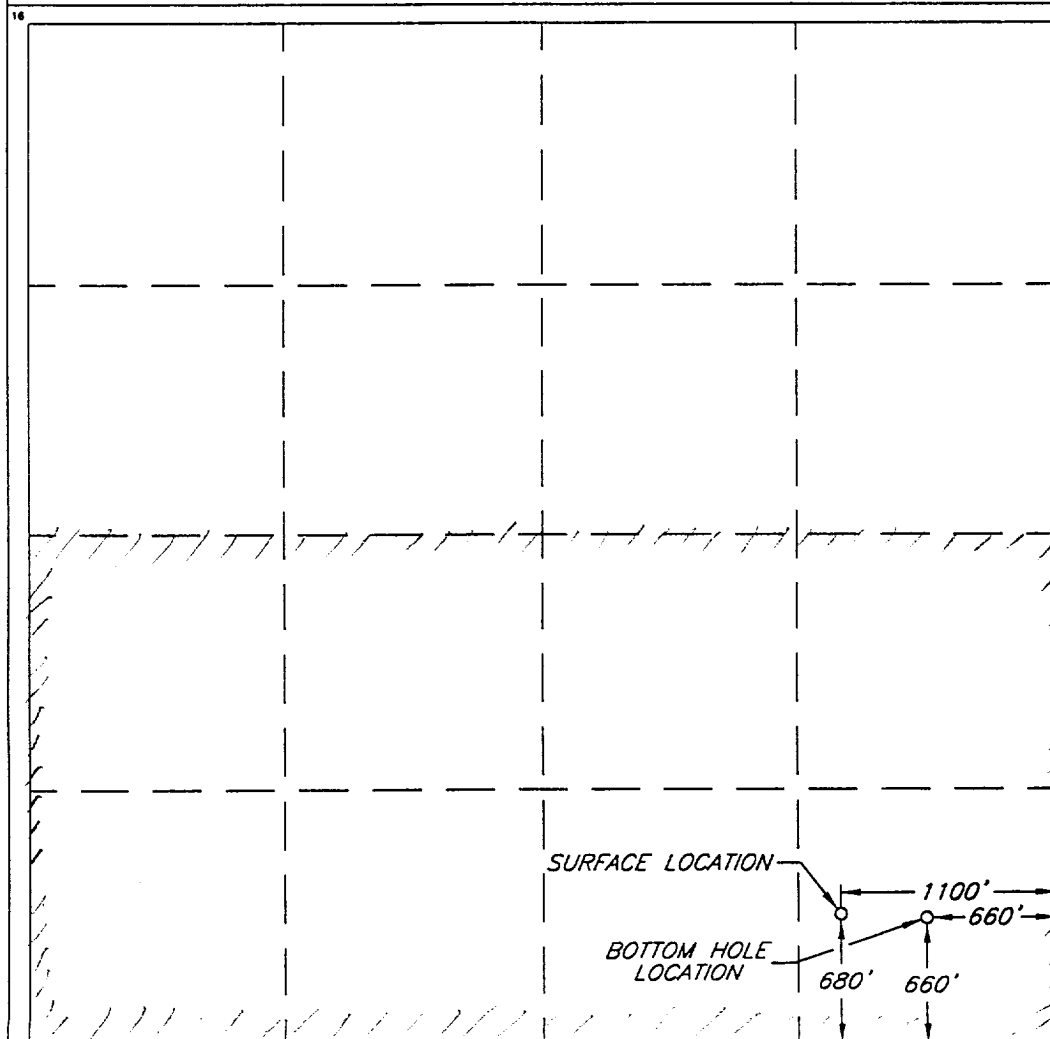 16
SURFACE LOCATION
1100'
660'
BOTTOM HOLE
LOCATION
680'
660'